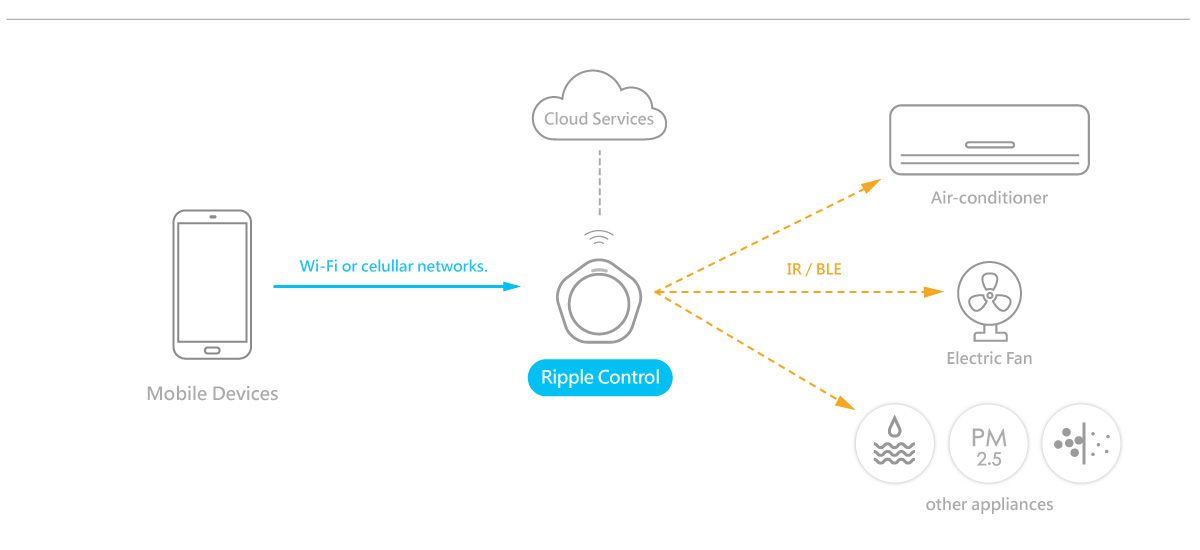 Cloud Services
Air-conditioner
Wi-Fi or celullar networks.
IR / BLE
Ripple Control
Electric Fan
Mobile Devices
PM
2.5
other appliances